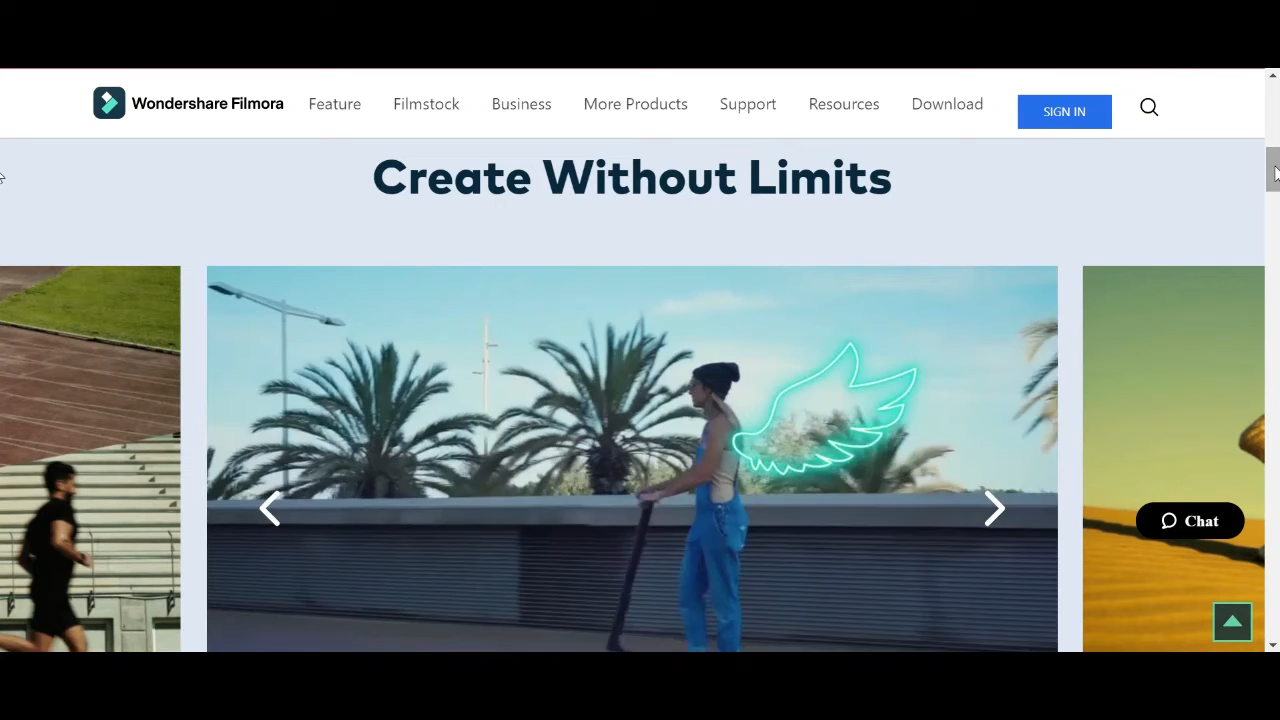 Wondershare Filmora Feature Filmstock Business More Products Support Resources Download SIGN IN
Create Without Limits
Chat